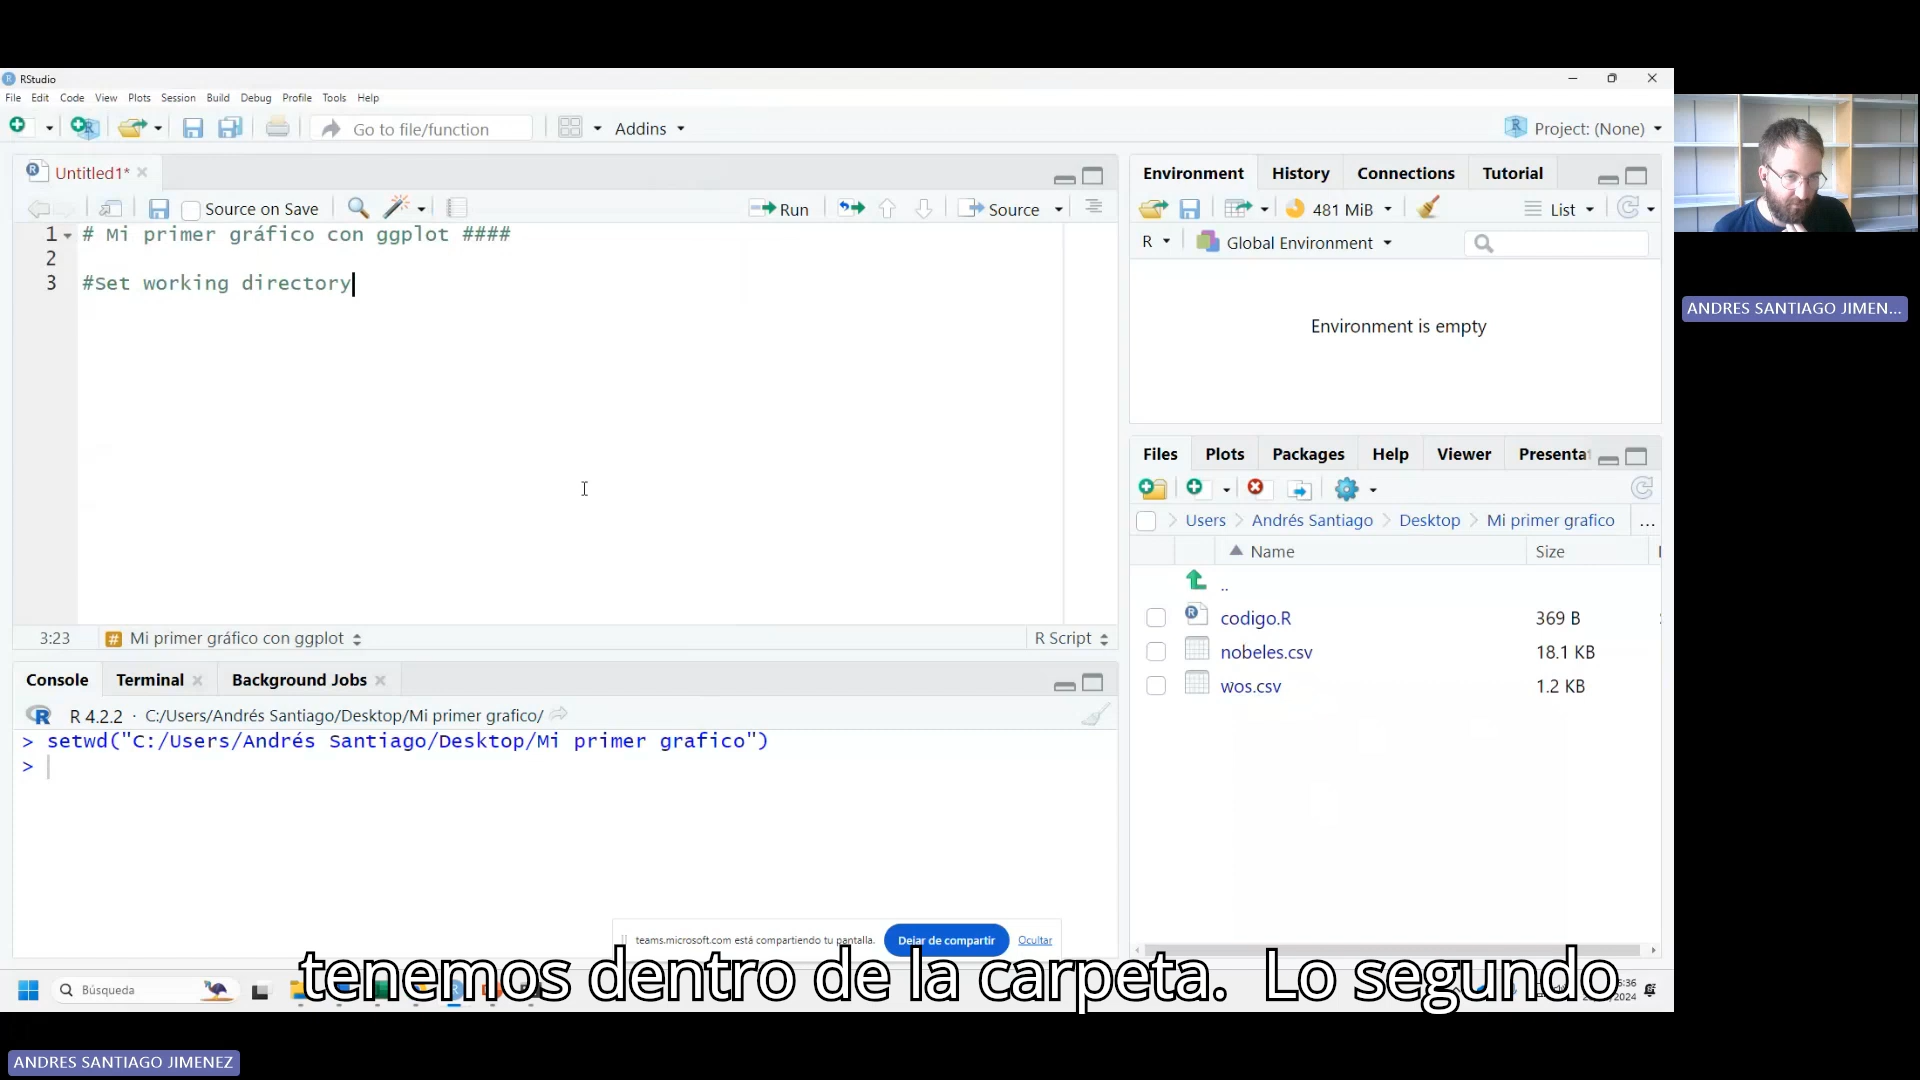 RStudio
File Edit Code View Plots Session Build Debug Profile Tools Help
Go to file/function Addins Project: (None)
Untitled1*
Source on Save Run Source
1 # Mi primer gráfico con ggplot ####
2
3 #Set working directory
3:23 Mi primer gráfico con ggplot R Script
Console Terminal Background Jobs
R 4.2.2 · C:/Users/Andrés Santiago/Desktop/Mi primer grafico/
> setwd("C:/Users/Andrés Santiago/Desktop/Mi primer grafico")
>
Environment History Connections Tutorial
481 MiB List
R Global Environment
Environment is empty
Files Plots Packages Help Viewer Presenta
Users Andrés Santiago Desktop Mi primer grafico ...
Name Size
..
codigo.R 369 B
nobeles.csv 18.1 KB
wos.csv 1.2 KB
teams.microsoft.com está compartiendo tu pantalla. Dejar de compartir Ocultar
tenemos dentro de la carpeta. Lo segundo
Búsqueda
ANDRES SANTIAGO JIMEN...
ANDRES SANTIAGO JIMENEZ